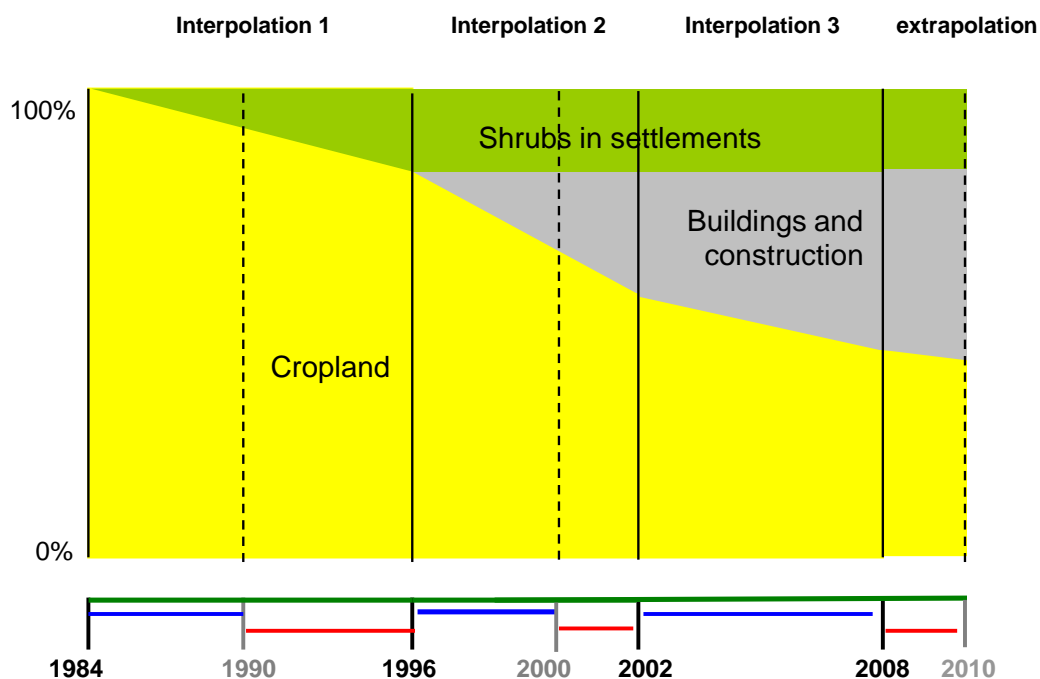 Interpolation 1 Interpolation 2 Interpolation 3 extrapolation
100%
Shrubs in settlements
Buildings and
construction
Cropland
0%
1984 1990 1996 2000 2002 2008 2010